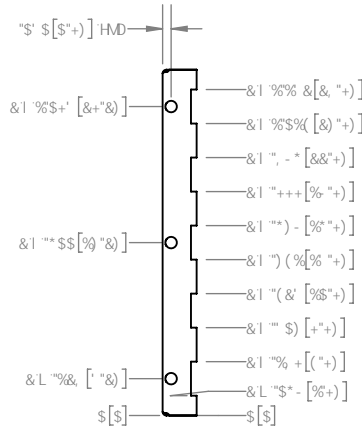 "$' $[$"+)] 'HMD
&'l '%"%% &[&, "+)]
&'l '%"$+' [&+"&)]
&'l '%"$%( [&) "+)]
&'l '", - * [&&"+)]
&'l '"+++ [%- "+)]
&'l '"*) - [%*"+)]
&'l '"*$$ [%) "&)]
&'l '") ( % [%' "+)]
&'l '"( &' [%$"+)]
&'l '"' $) [+"+)]
&'l '"%, + [( "+)]
&'L '"%&, [' "&)]
&'L '"$* - [%"+)]
$ [$]
$ [$]